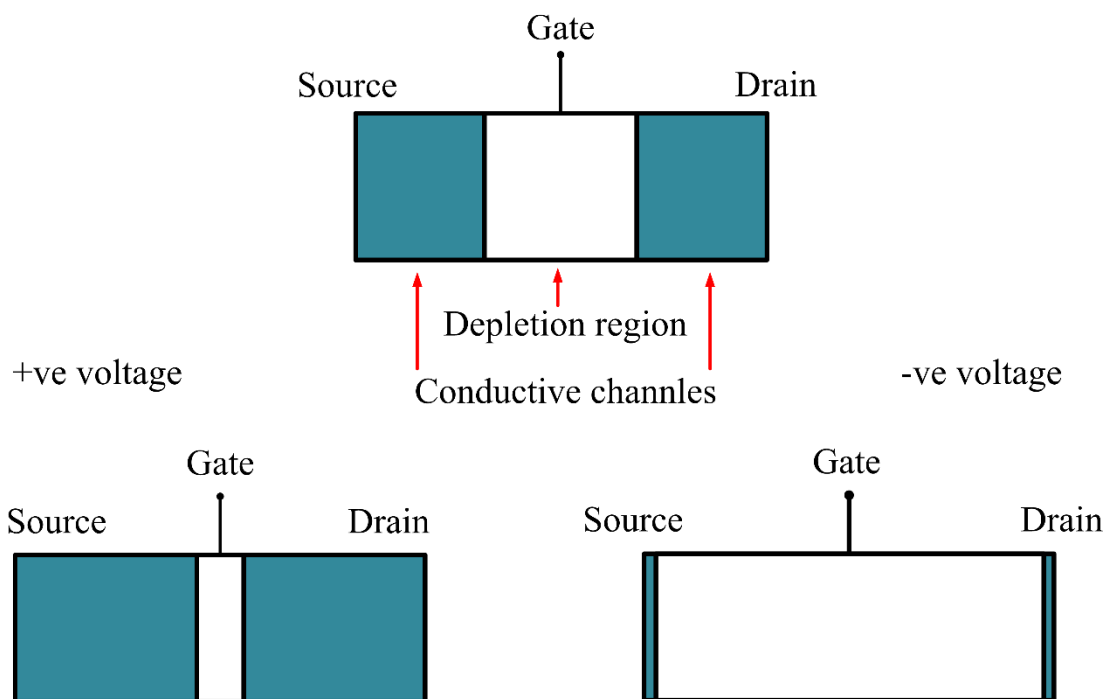 Gate
Source
Drain
Depletion region
+ve voltage
-ve voltage
Conductive channles
Gate
Source
Drain
Gate
Source
Drain